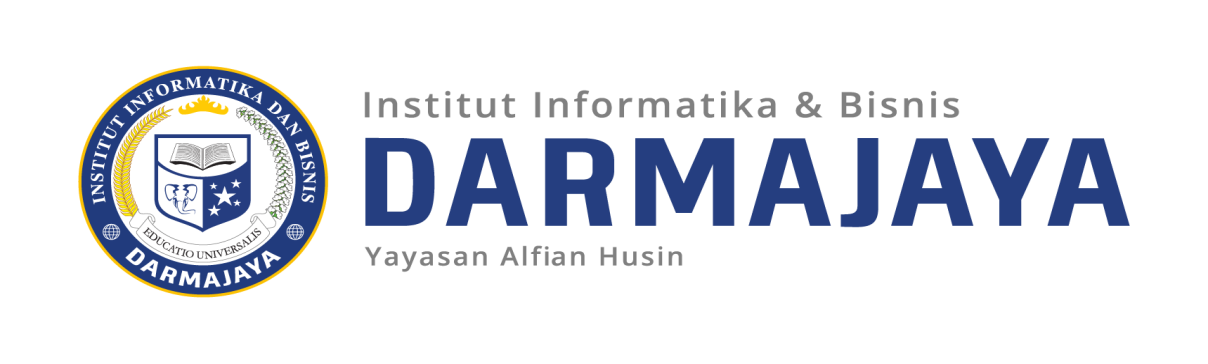 INSTITUT INFORMATIKA DAN BISNIS
EDUCATIO UNIVERSALIS
DARMAJAYA
Institut Informatika & Bisnis
DARMAJAYA
Yayasan Alfian Husin